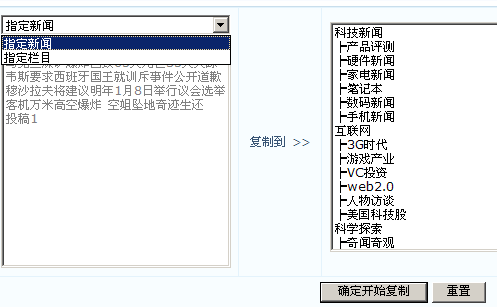 指定新闻
指定新闻
指定栏目
韦斯要求西班牙国王就训斥事件公开道歉
穆沙拉夫将建议明年1月8日举行议会选举
客机万米高空爆炸 空姐坠地奇迹生还
投稿1
复制到 >>
科技新闻
├产品评测
├硬件新闻
├家电新闻
├笔记本
├数码新闻
├手机新闻
互联网
├3G时代
├游戏产业
├VC投资
├web2.0
├人物访谈
├美国科技股
科学探索
├奇闻奇观
确定开始复制
重置